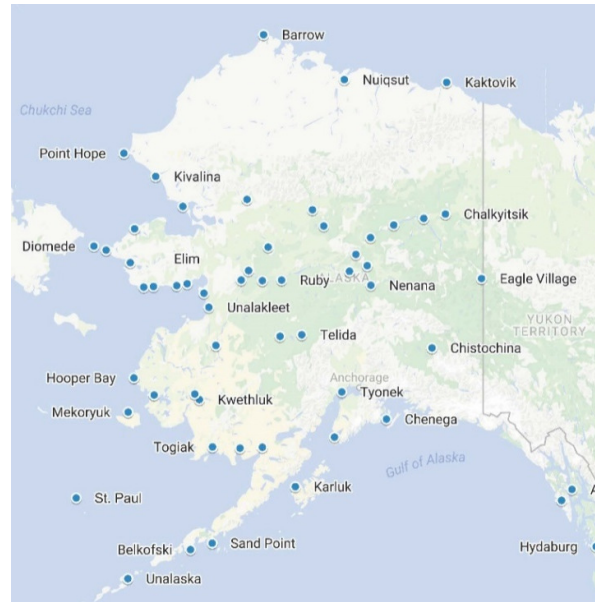 Barrow
Nuiqsut
Kaktovik
Chukchi Sea
Point Hope
Kivalina
Chalkyitsik
Diomede
Elim
Ruby
ALASKA
Nenana
Eagle Village
Unalakleet
YUKON
TERRITORY
Telida
Chistochina
Hooper Bay
Anchorage
Tyonek
Kwethluk
Mekoryuk
Chenega
Togiak
Gulf of Alaska
Karluk
St. Paul
A
Sand Point
Belkofski
Hydaburg
Unalaska